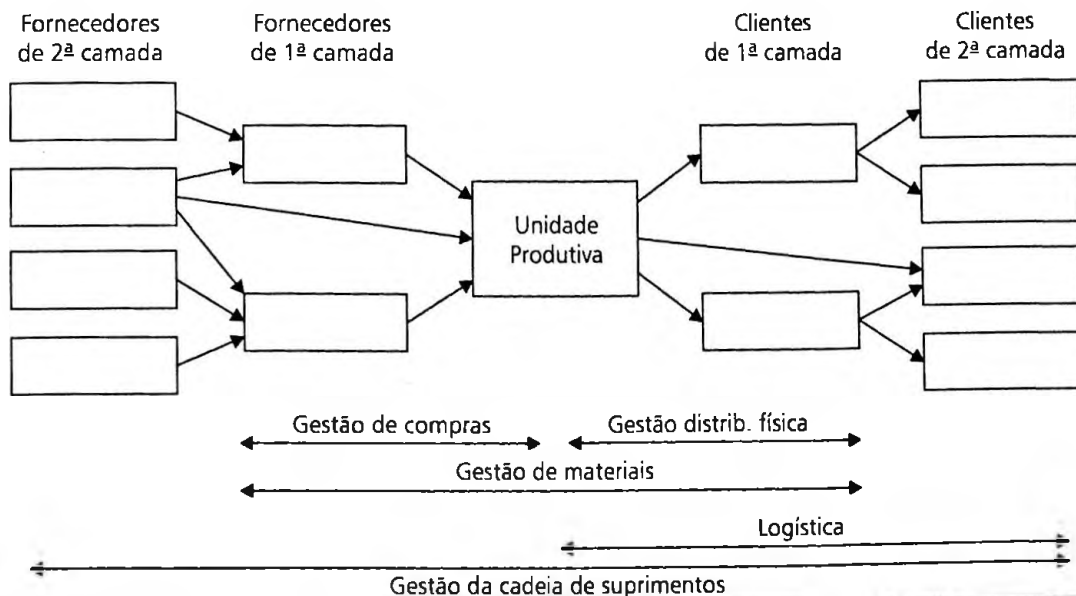 Fornecedores
de 2ª camada
Fornecedores
de 1ª camada
Clientes
de 1ª camada
Clientes
de 2ª camada
Unidade
Produtiva
Gestão de compras
Gestão distrib. física
Gestão de materiais
Logística
Gestão da cadeia de suprimentos